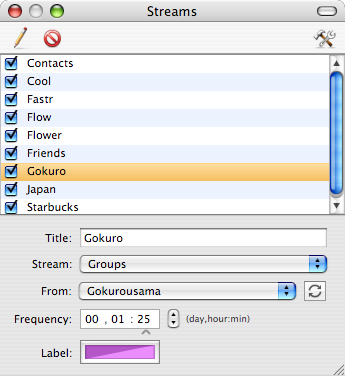 Streams
Contacts
Cool
Fastr
Flow
Flower
Friends
Gokuro
Japan
Starbucks
Title: Gokuro
Stream: Groups
From: Gokurousama
Frequency: 00 , 01 : 25 (day,hour:min)
Label: